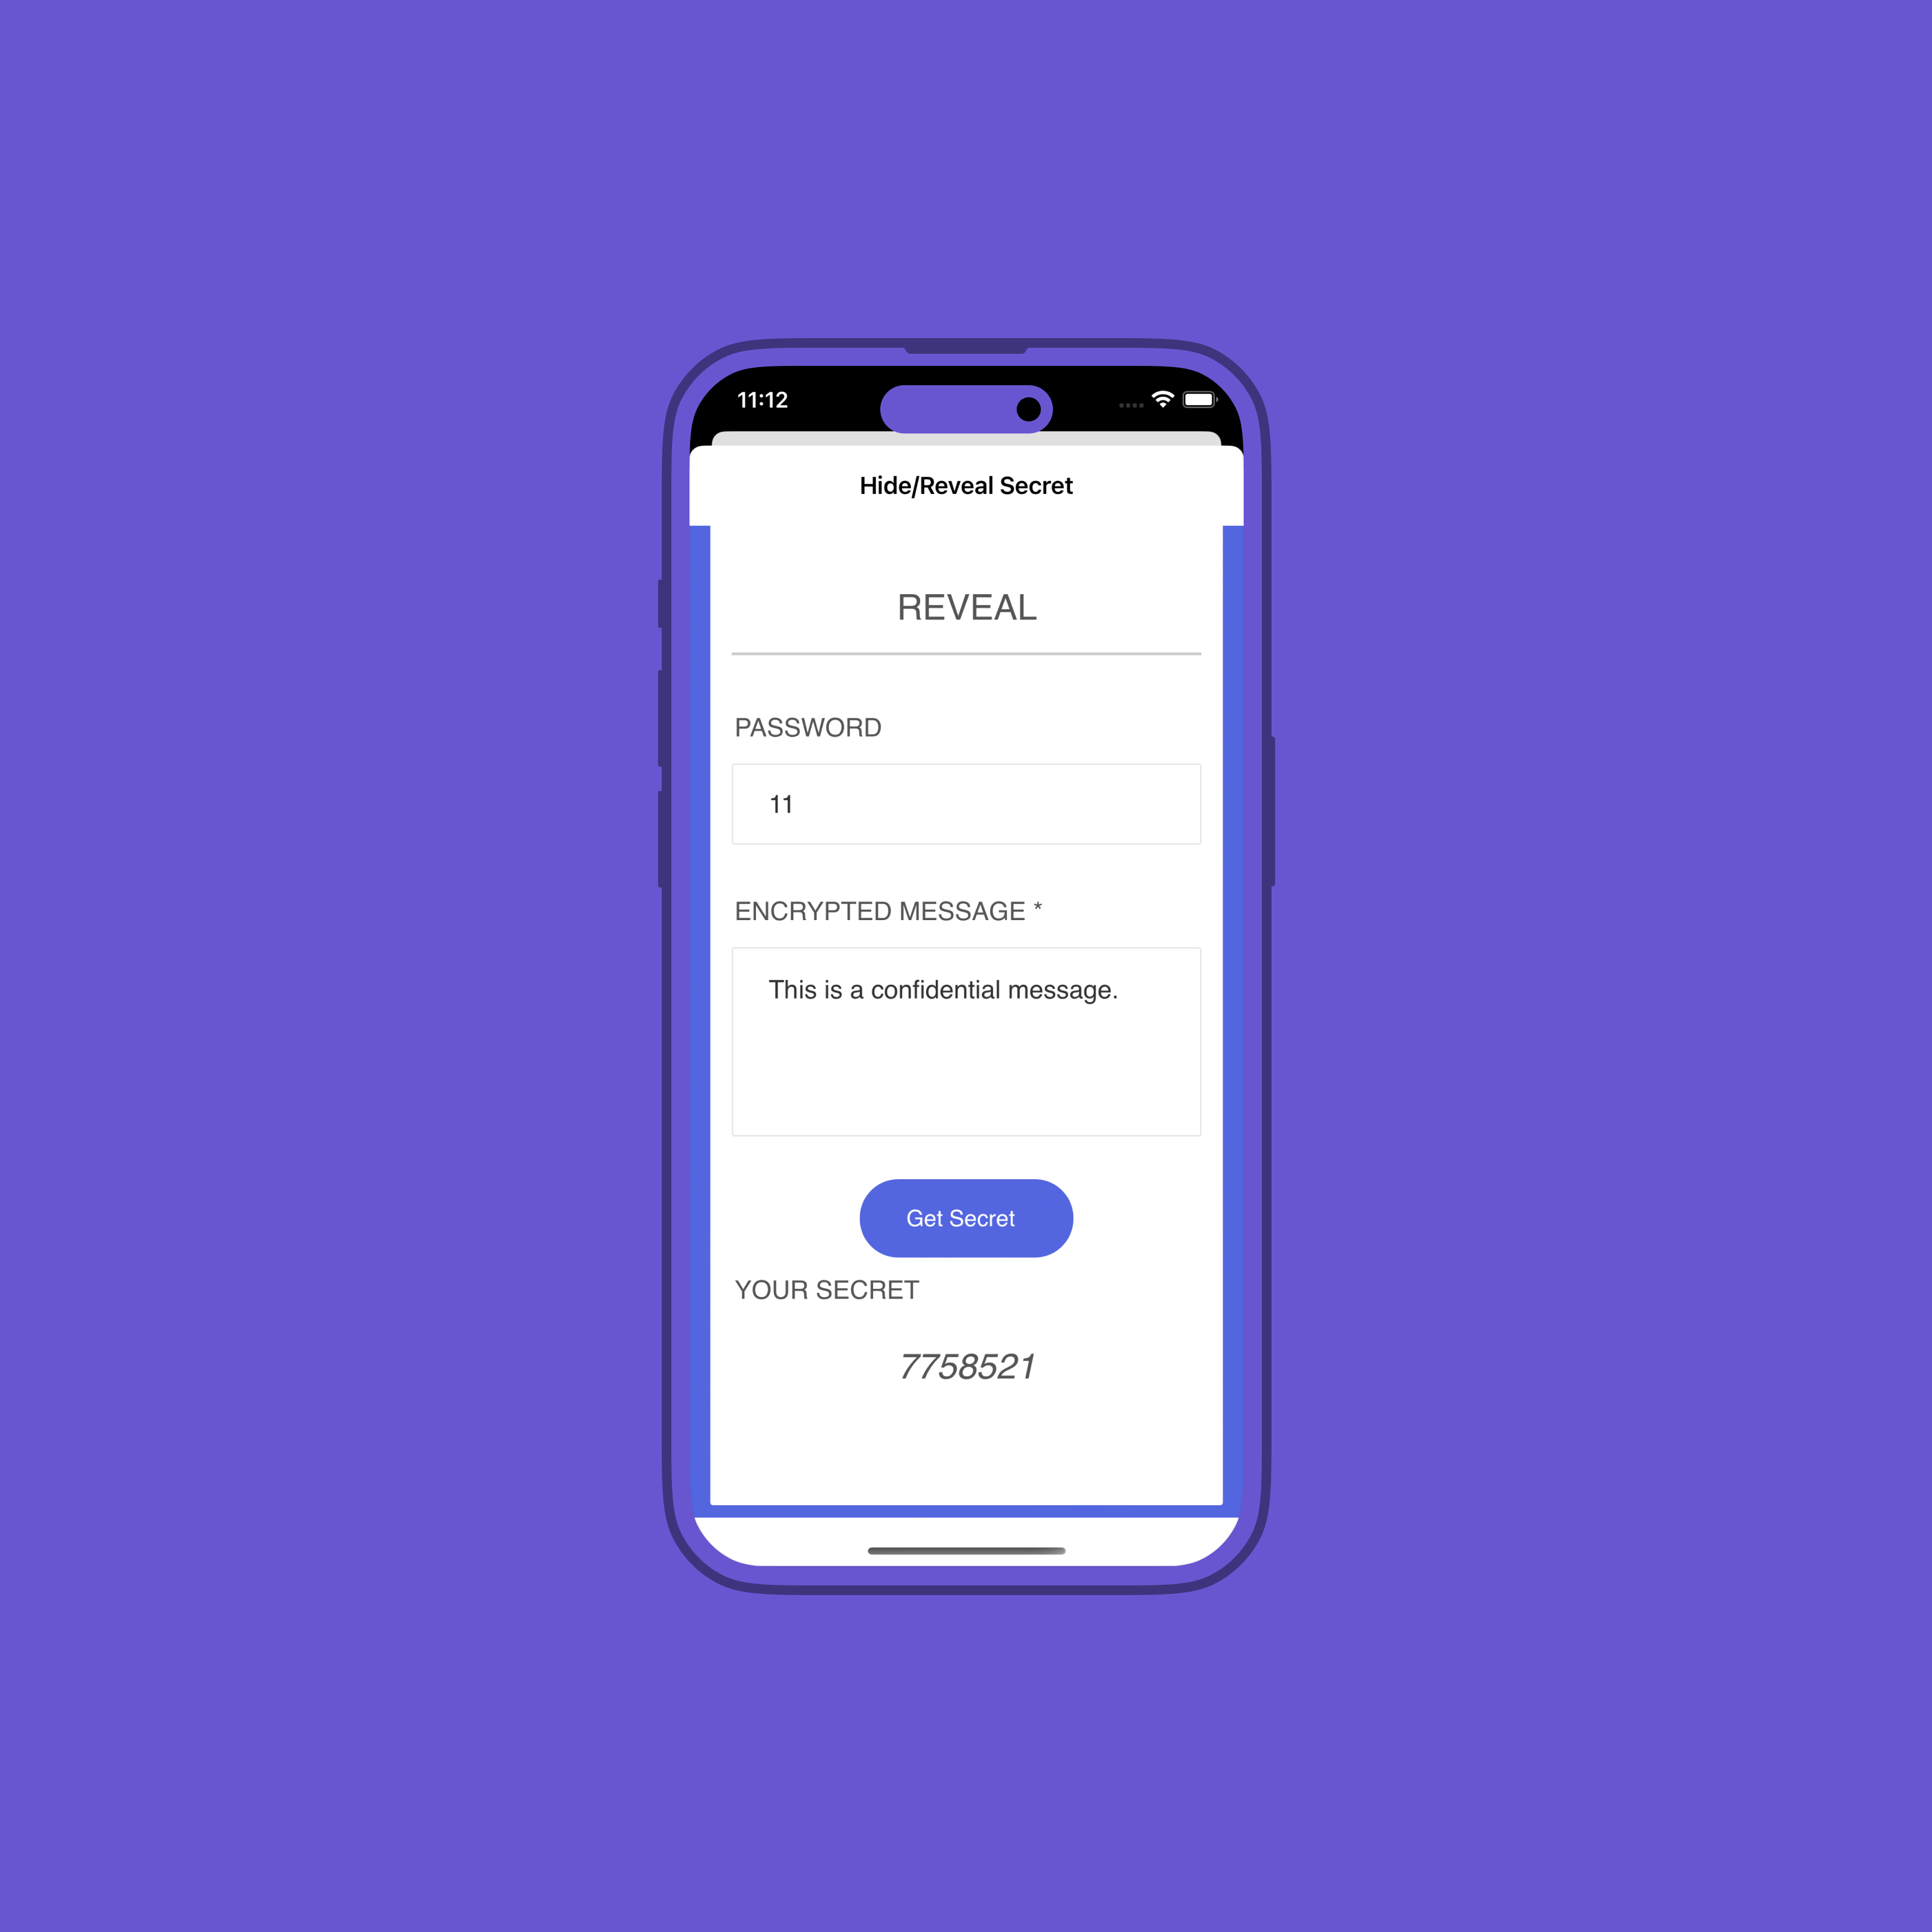 11:12
Hide/Reveal Secret
REVEAL
PASSWORD
11
ENCRYPTED MESSAGE *
This is a confidential message.
Get Secret
YOUR SECRET
7758521